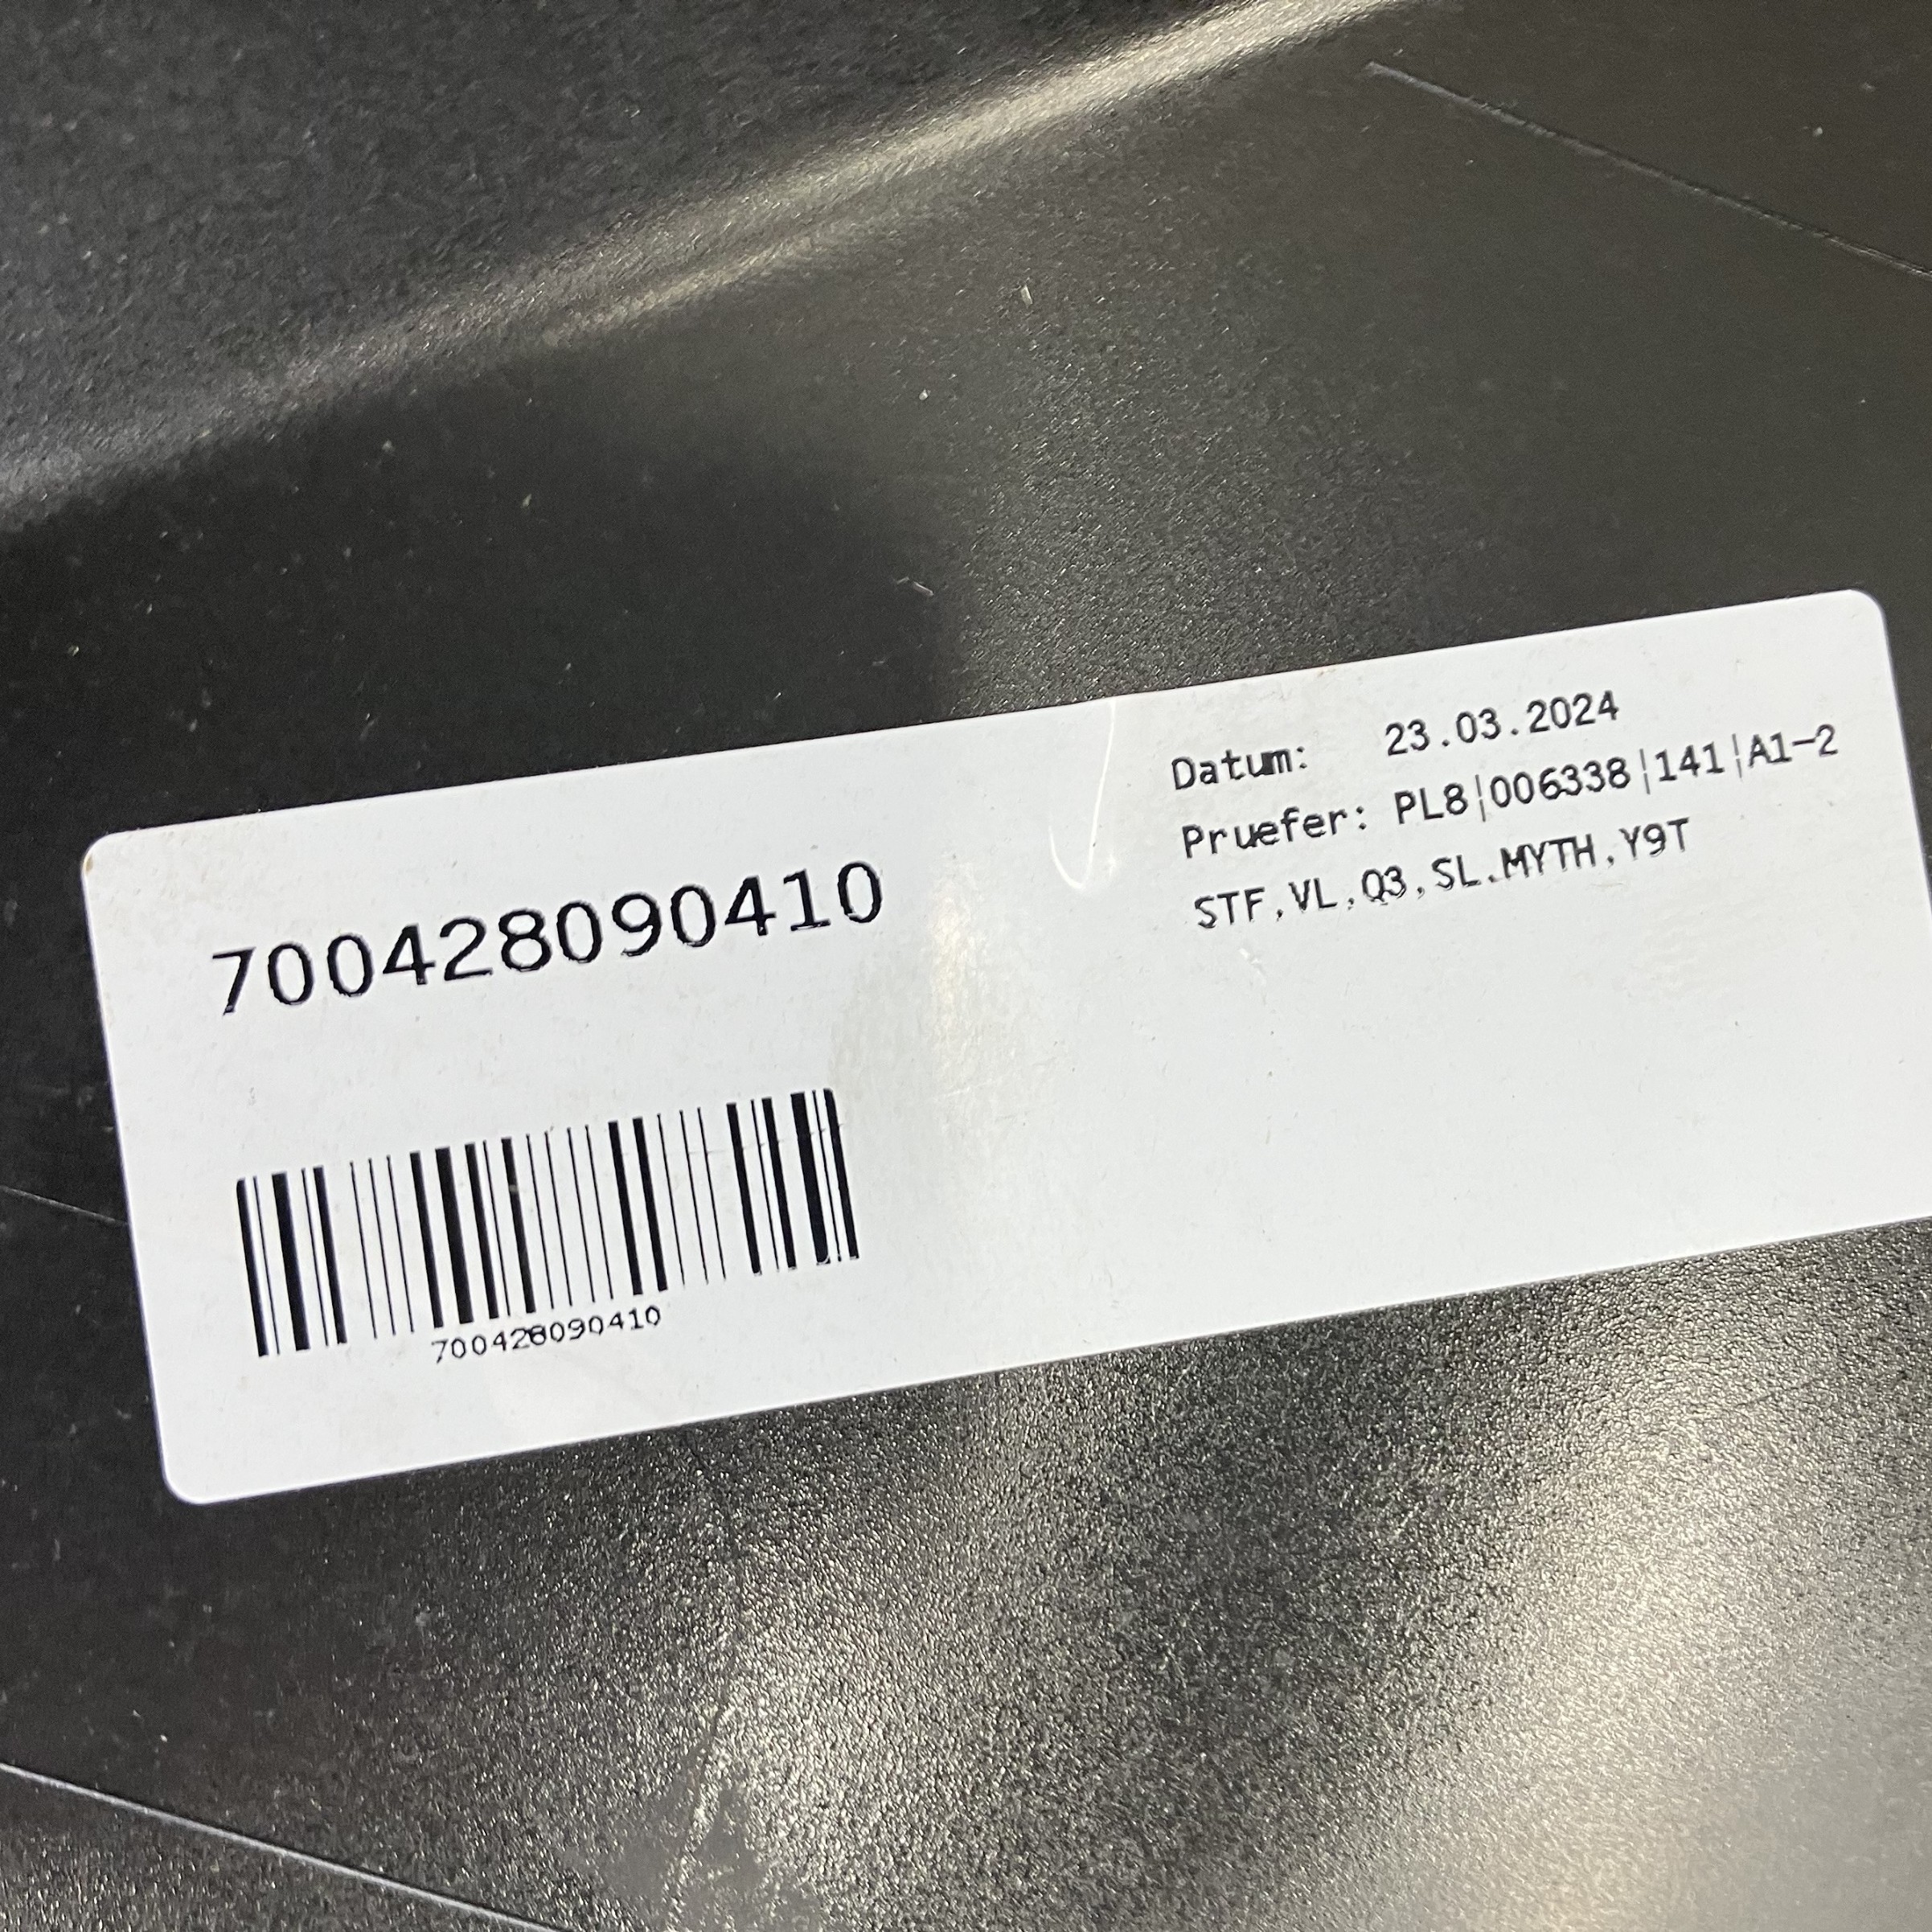 700428090410
700428090410
Datum: 23.03.2024
Pruefer: PL8|006338|141|A1-2
STF,VL,Q3,SL.MYTH,Y9T